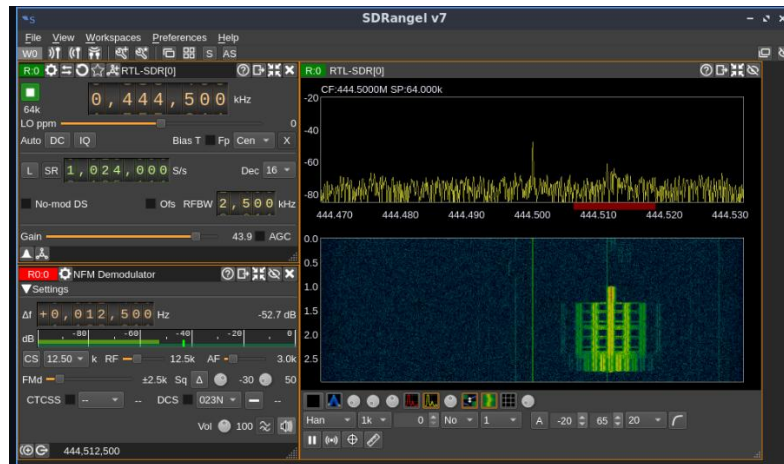 SDRangel v7
File View Workspaces Preferences Help
W0 S AS
R:0 RTL-SDR[0]
64k 0,444,500 kHz
LO ppm 0
Auto DC IQ Bias T Fp Cen X
L SR 1,024,000 S/s Dec 16
No-mod DS Ofs RFBW 2,500 kHz
Gain 43.9 AGC
R0:0 NFM Demodulator
Settings
Δf +0,012,500 Hz -52.7 dB
dB -80 -60 -40 -20 0
CS 12.50 k RF 12.5k AF 3.0k
FMd ±2.5k Sq Δ -30 50
CTCSS -- -- DCS 023N --
Vol 100
444,512,500
R:0 RTL-SDR[0]
CF:444.5000M SP:64.000k
-20
-40
-60
-80
444.470 444.480 444.490 444.500 444.510 444.520 444.530
0.0
0.5
1.0
1.5
2.0
2.5
Han 1k 0 No 1 A -20 65 20